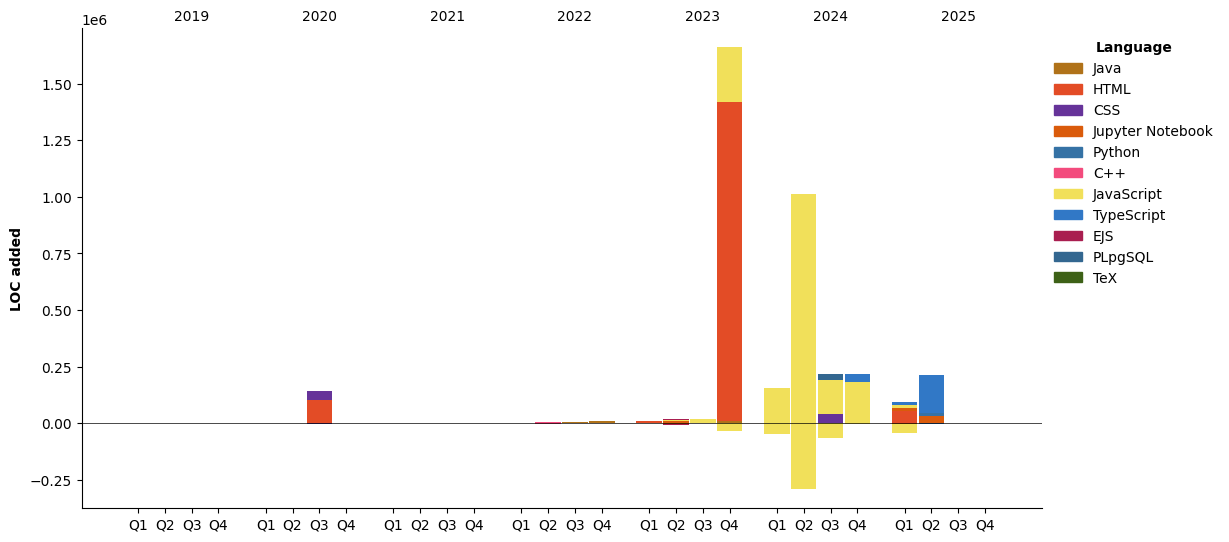 2019 2020 2021 2022 2023 2024 2025
1e6
Language
Java
HTML
CSS
Jupyter Notebook
Python
C++
JavaScript
TypeScript
EJS
PLpgSQL
TeX
LOC added
1.50
1.25
1.00
0.75
0.50
0.25
0.00
−0.25
Q1 Q2 Q3 Q4 Q1 Q2 Q3 Q4 Q1 Q2 Q3 Q4 Q1 Q2 Q3 Q4 Q1 Q2 Q3 Q4 Q1 Q2 Q3 Q4 Q1 Q2 Q3 Q4